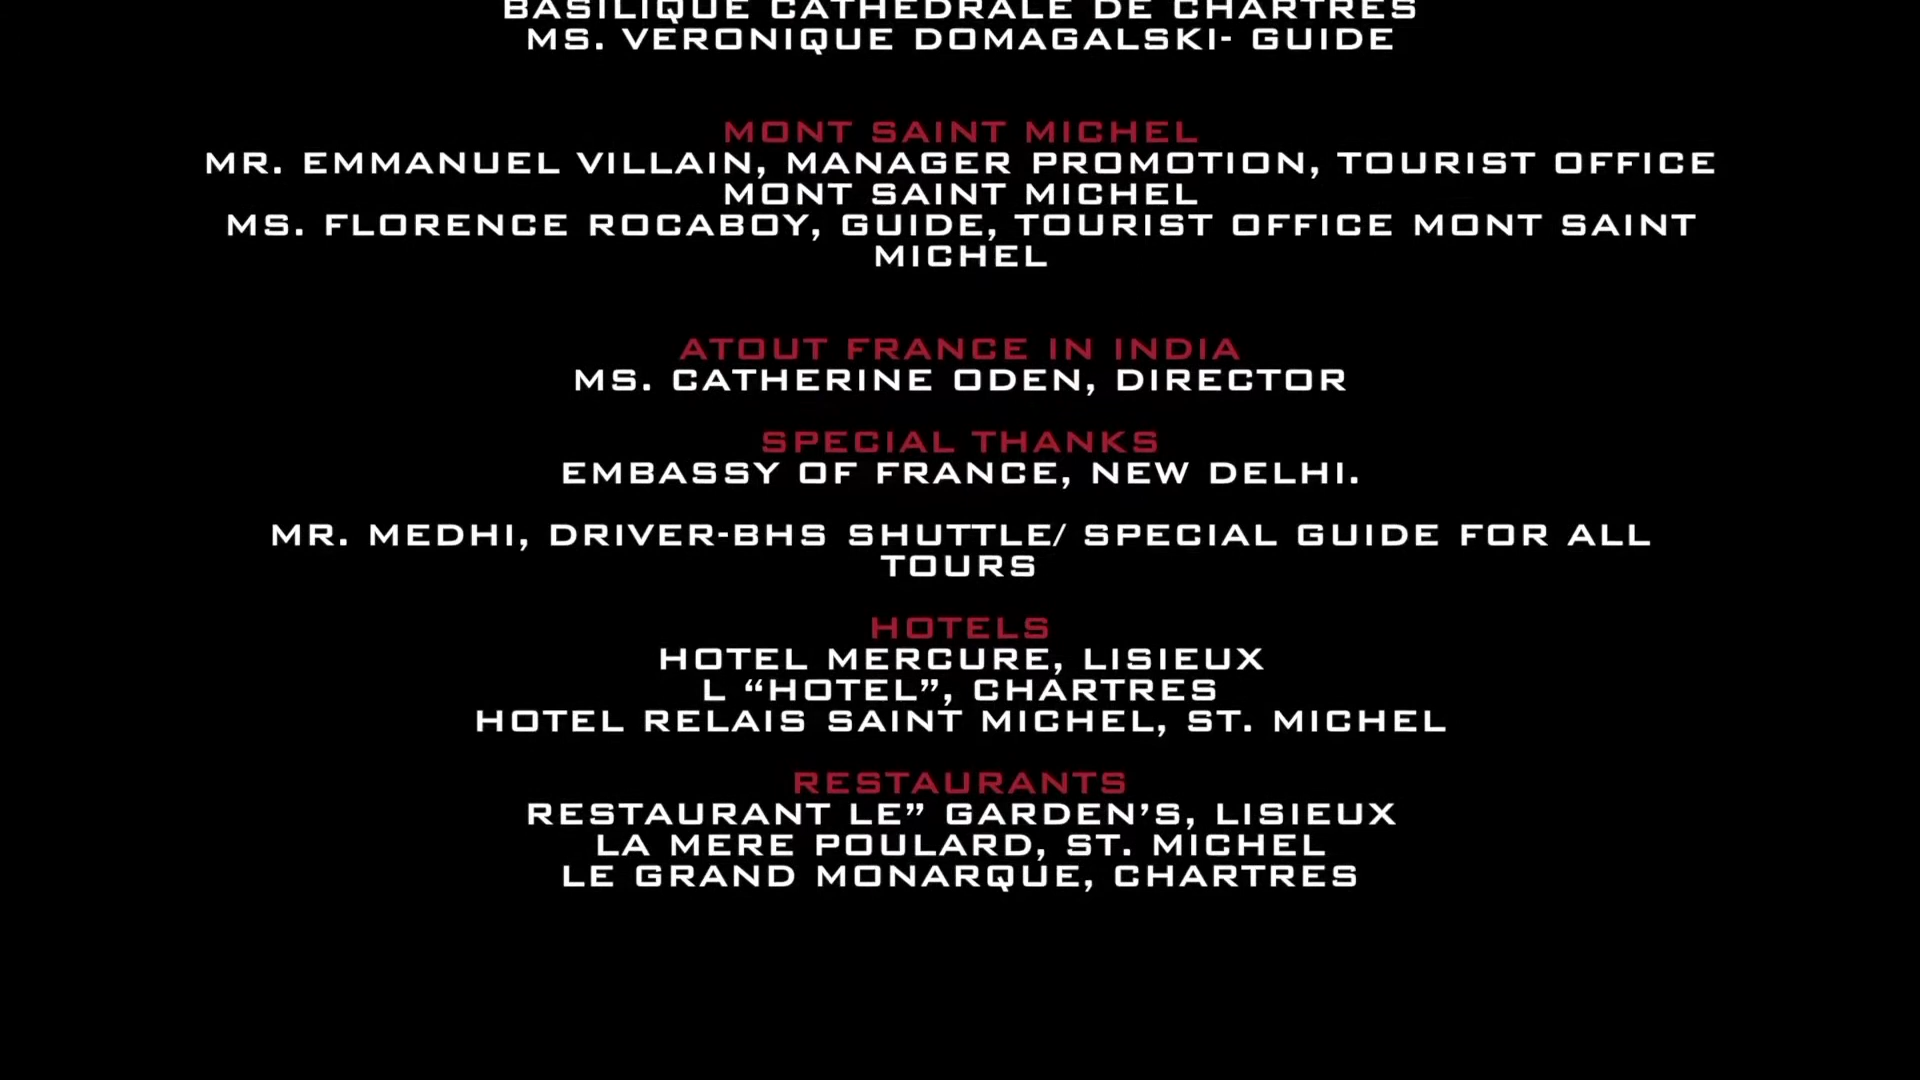 BASILIQUE CATHEDRALE DE CHARTRES
MS. VERONIQUE DOMAGALSKI- GUIDE
MONT SAINT MICHEL
MR. EMMANUEL VILLAIN, MANAGER PROMOTION, TOURIST OFFICE
MONT SAINT MICHEL
MS. FLORENCE ROCABOY, GUIDE, TOURIST OFFICE MONT SAINT
MICHEL
ATOUT FRANCE IN INDIA
MS. CATHERINE ODEN, DIRECTOR
SPECIAL THANKS
EMBASSY OF FRANCE, NEW DELHI.
MR. MEDHI, DRIVER-BHS SHUTTLE/ SPECIAL GUIDE FOR ALL
TOURS
HOTELS
HOTEL MERCURE, LISIEUX
L “HOTEL”, CHARTRES
HOTEL RELAIS SAINT MICHEL, ST. MICHEL
RESTAURANTS
RESTAURANT LE” GARDEN’S, LISIEUX
LA MERE POULARD, ST. MICHEL
LE GRAND MONARQUE, CHARTRES